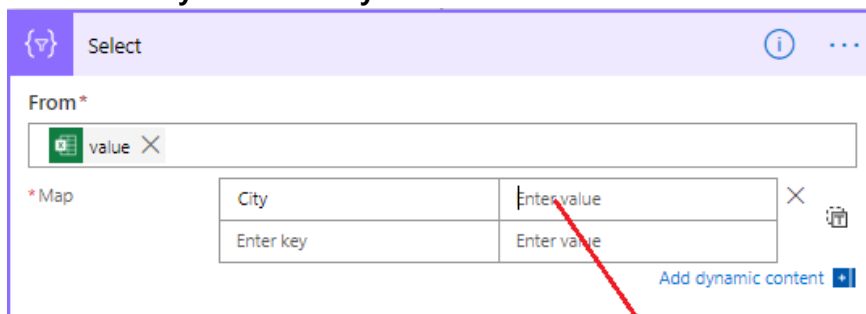 Select
From*
value
*Map
City
Enter value
Enter key
Enter value
Add dynamic content